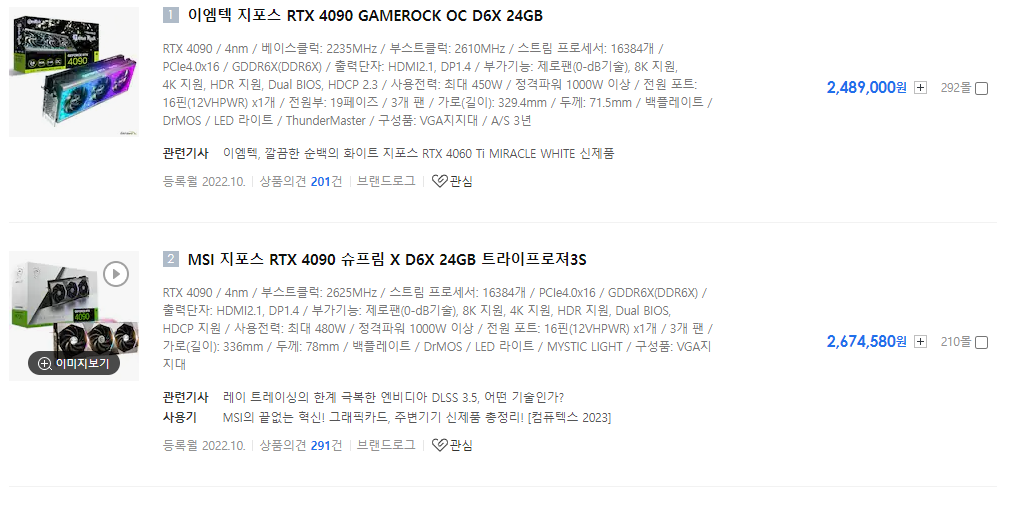 1 이엠텍 지포스 RTX 4090 GAMEROCK OC D6X 24GB
RTX 4090 / 4nm / 베이스클럭: 2235MHz / 부스트클럭: 2610MHz / 스트림 프로세서: 16384개 /
PCIe4.0x16 / GDDR6X(DDR6X) / 출력단자: HDMI2.1, DP1.4 / 부가기능: 제로팬(0-dB기술), 8K 지원,
4K 지원, HDR 지원, Dual BIOS, HDCP 2.3 / 사용전력: 최대 450W / 정격파워 1000W 이상 / 전원 포트:
16핀(12VHPWR) x1개 / 전원부: 19페이즈 / 3개 팬 / 가로(길이): 329.4mm / 두께: 71.5mm / 백플레이트 /
DrMOS / LED 라이트 / ThunderMaster / 구성품: VGA지지대 / A/S 3년
2,489,000원 292몰
관련기사 이엠텍, 깔끔한 순백의 화이트 지포스 RTX 4060 Ti MIRACLE WHITE 신제품
등록월 2022.10. 상품의견 201건 브랜드로그 관심
2 MSI 지포스 RTX 4090 슈프림 X D6X 24GB 트라이프로져3S
RTX 4090 / 4nm / 부스트클럭: 2625MHz / 스트림 프로세서: 16384개 / PCIe4.0x16 / GDDR6X(DDR6X) /
출력단자: HDMI2.1, DP1.4 / 부가기능: 제로팬(0-dB기술), 8K 지원, 4K 지원, HDR 지원, Dual BIOS,
HDCP 지원 / 사용전력: 최대 480W / 정격파워 1000W 이상 / 전원 포트: 16핀(12VHPWR) x1개 / 3개 팬 /
가로(길이): 336mm / 두께: 78mm / 백플레이트 / DrMOS / LED 라이트 / MYSTIC LIGHT / 구성품: VGA지
지대
2,674,580원 210몰
이미지보기
관련기사 레이 트레이싱의 한계 극복한 엔비디아 DLSS 3.5, 어떤 기술인가?
사용기 MSI의 끝없는 혁신! 그래픽카드, 주변기기 신제품 총정리! [컴퓨텍스 2023]
등록월 2022.10. 상품의견 291건 브랜드로그 관심